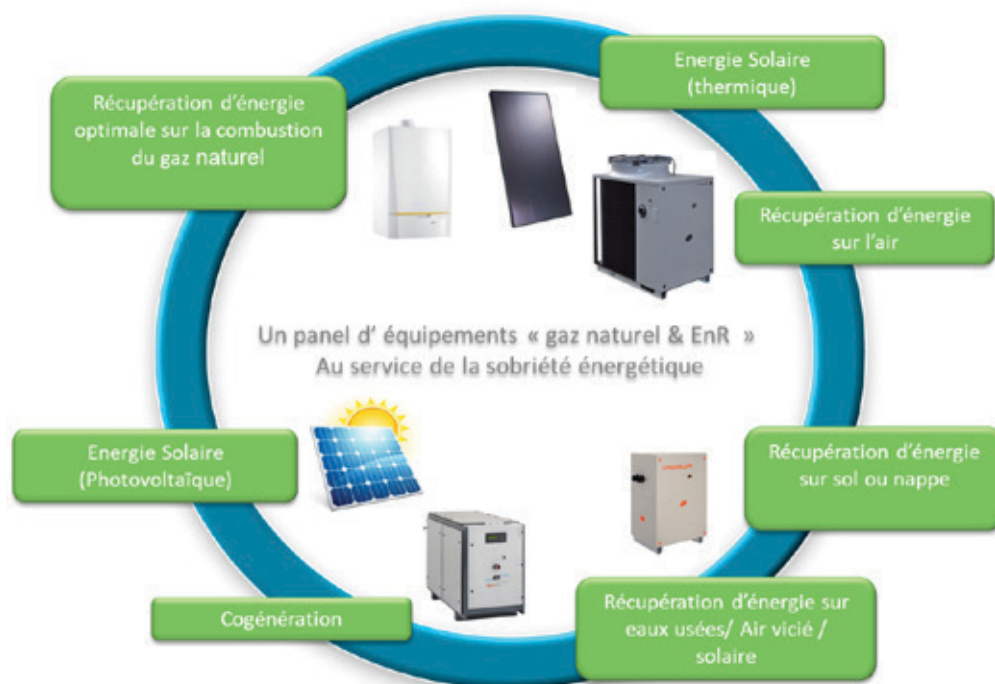 Energie Solaire
(thermique)
Récupération d'énergie
optimale sur la combustion
du gaz naturel
Récupération d'énergie
sur l'air
Un panel d' équipements « gaz naturel & EnR »
Au service de la sobriété énergétique
Energie Solaire
(Photovoltaïque)
Récupération d'énergie
sur sol ou nappe
Cogénération
Récupération d'énergie sur
eaux usées/ Air vicié /
solaire